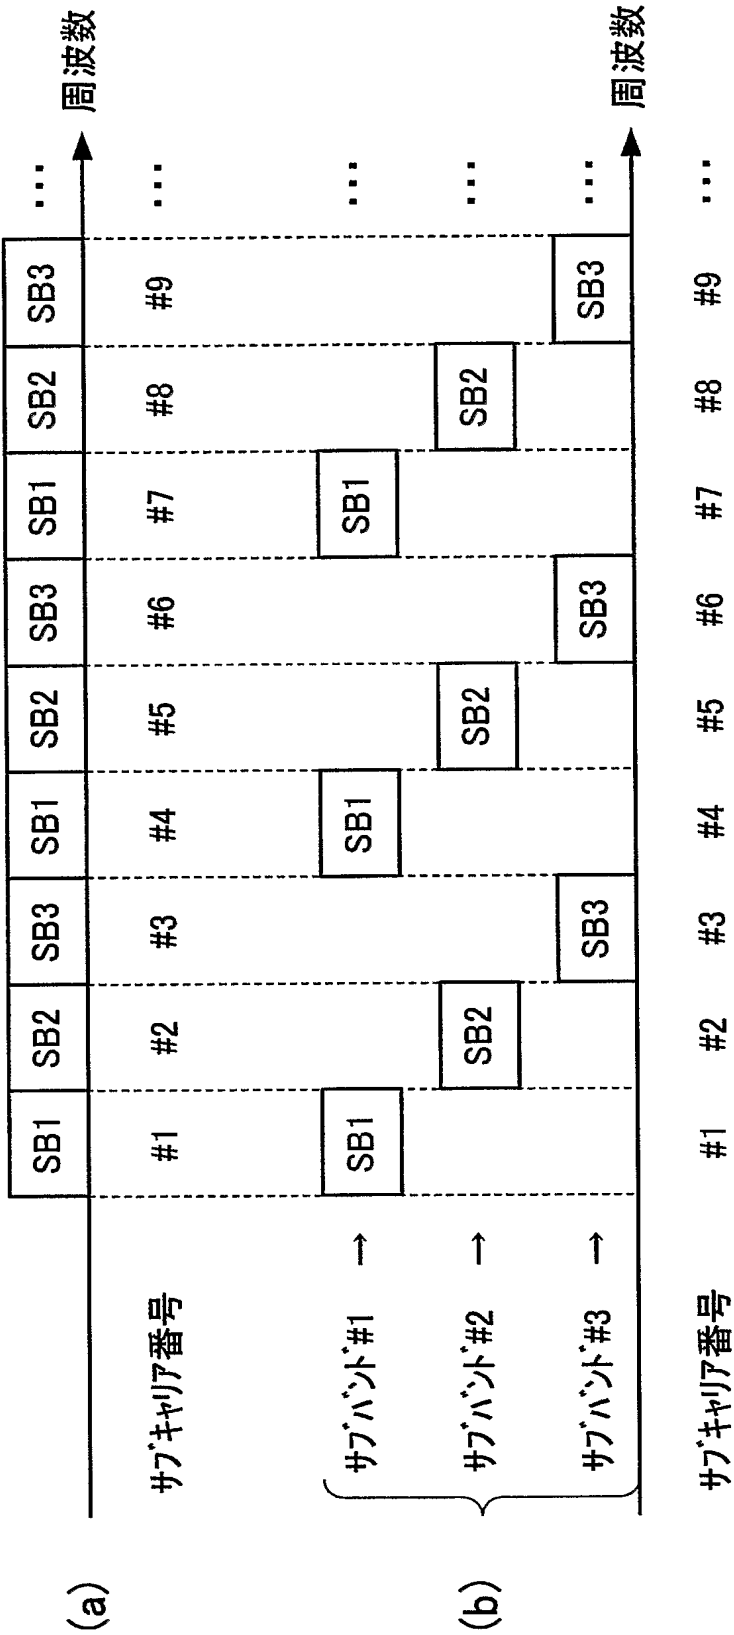 (a)
SB1 SB2 SB3 SB1 SB2 SB3 SB1 SB2 SB3 ・・・
周波数
サブキャリア番号 #1 #2 #3 #4 #5 #6 #7 #8 #9 ・・・
(b)
サブバンド#1 → SB1 SB1 SB1 ・・・
サブバンド#2 → SB2 SB2 SB2 ・・・
サブバンド#3 → SB3 SB3 SB3 ・・・
周波数
サブキャリア番号 #1 #2 #3 #4 #5 #6 #7 #8 #9 ・・・